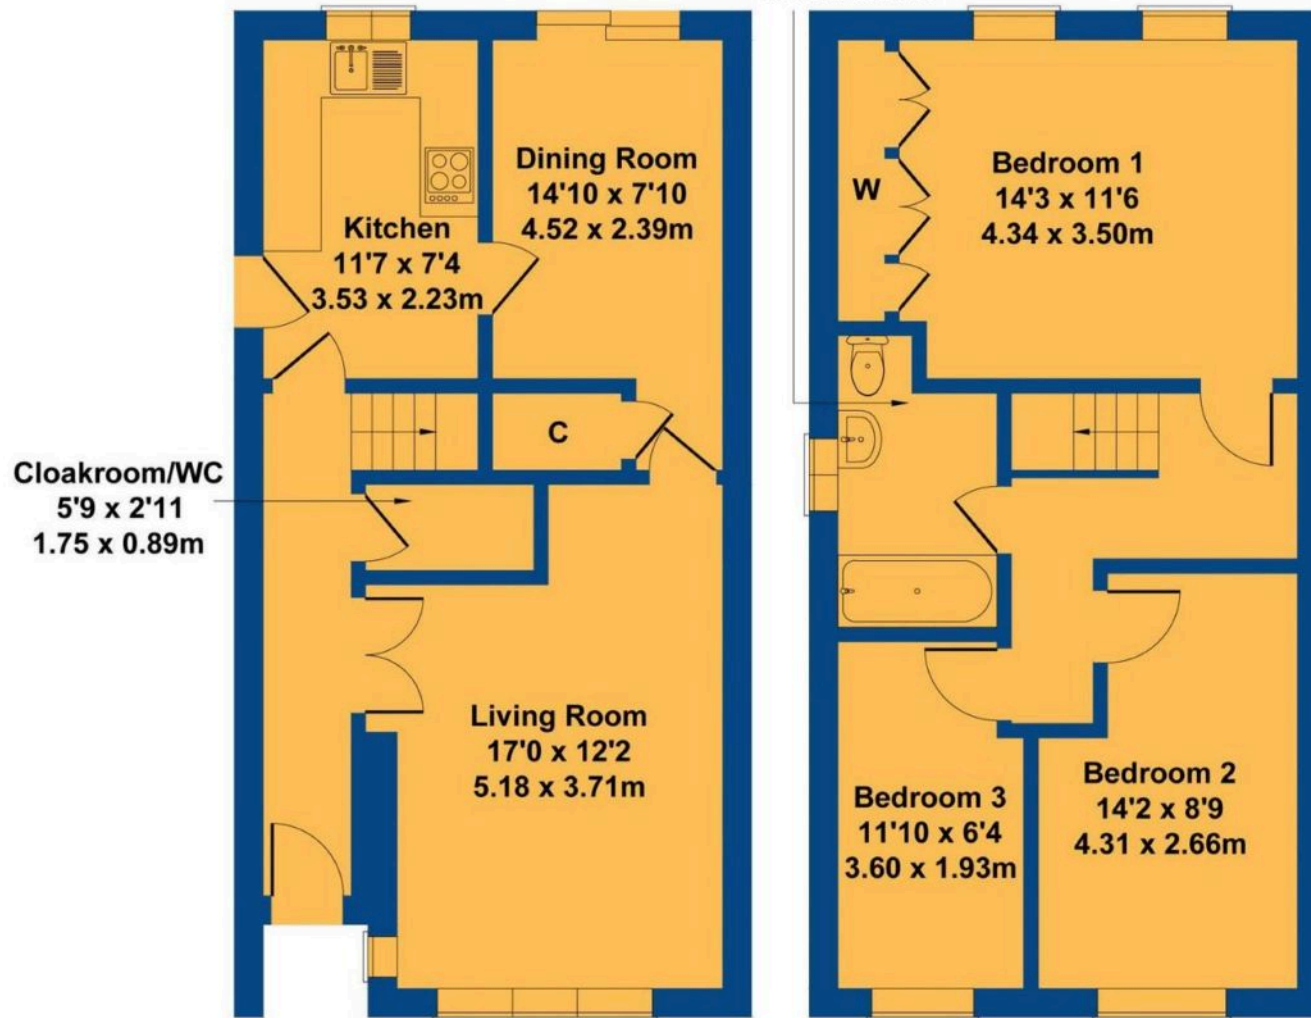 Kitchen
11'7 x 7'4
3.53 x 2.23m
Dining Room
14'10 x 7'10
4.52 x 2.39m
C
Cloakroom/WC
5'9 x 2'11
1.75 x 0.89m
Living Room
17'0 x 12'2
5.18 x 3.71m
W
Bedroom 1
14'3 x 11'6
4.34 x 3.50m
Bedroom 3
11'10 x 6'4
3.60 x 1.93m
Bedroom 2
14'2 x 8'9
4.31 x 2.66m